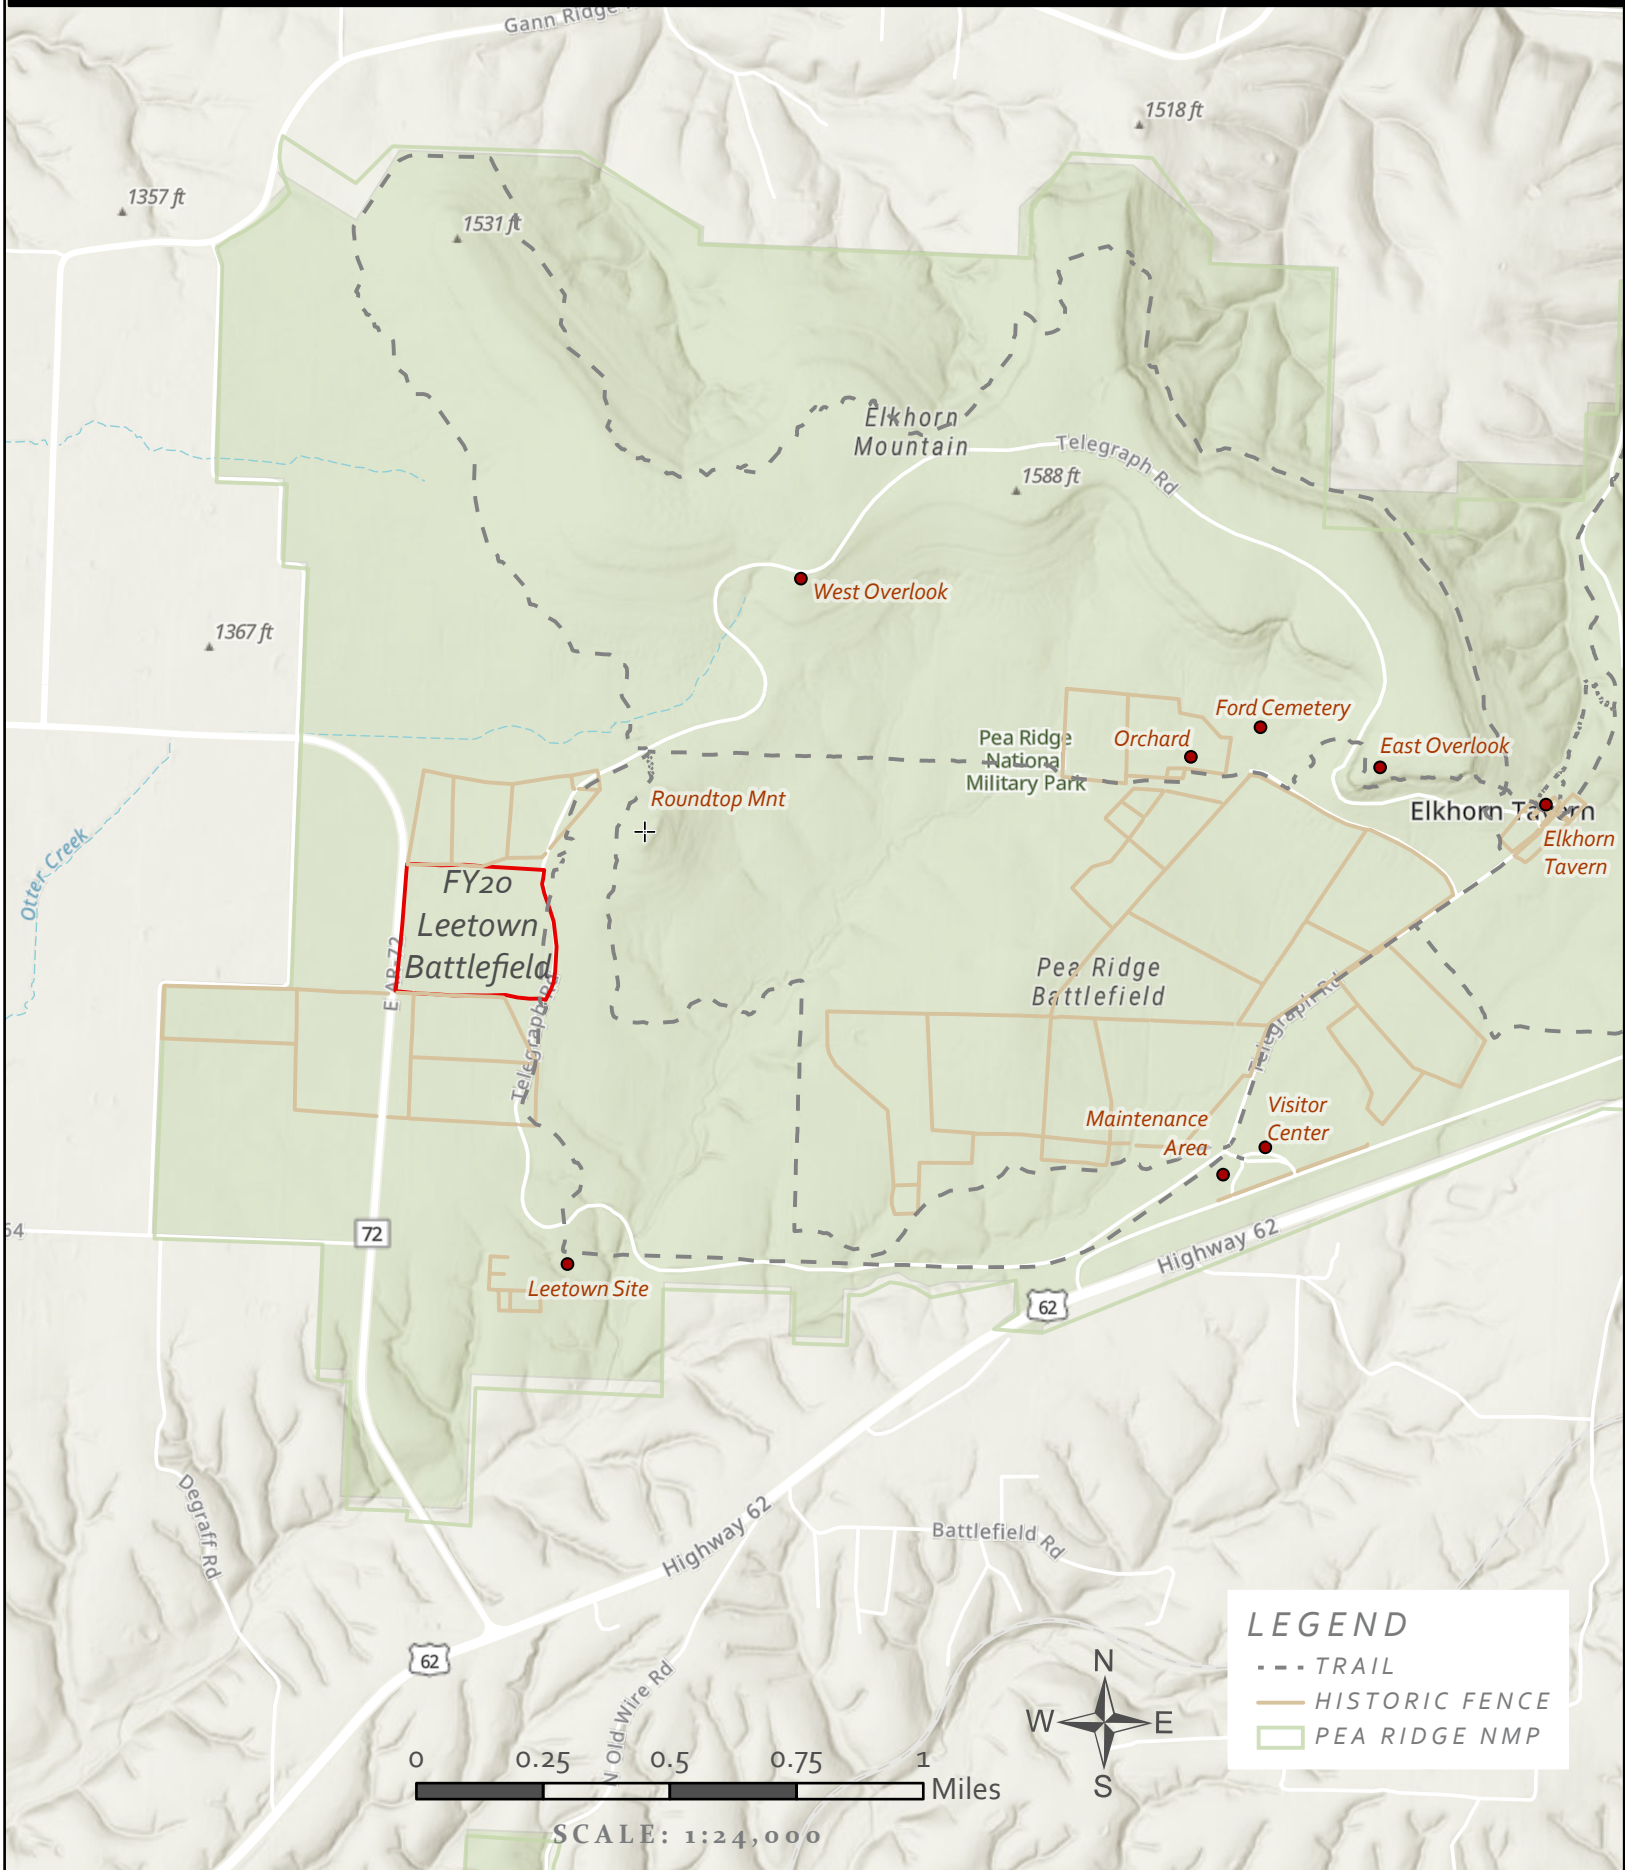 Gann Ridge
1518 ft
1357 ft
1531 ft
Elkhorn
Mountain
Telegraph Rd
1588 ft
West Overlook
1367 ft
Ford Cemetery
Pea Ridge
National
Military Park
Orchard
East Overlook
Roundtop Mnt
Elkhorn Tavern
Elkhorn
Tavern
Otter Creek
FY20
Leetown
Battlefield
E AR-72
Telegraph Rd
Pea Ridge
Battlefield
Telegraph Rd
Maintenance
Area
Visitor
Center
64
72
Highway 62
Leetown Site
62
Degraff Rd
Highway 62
Battlefield Rd
62
N Old Wire Rd
LEGEND
TRAIL
HISTORIC FENCE
PEA RIDGE NMP
N
W E
S
0 0.25 0.5 0.75 1
Miles
SCALE: 1:24,000